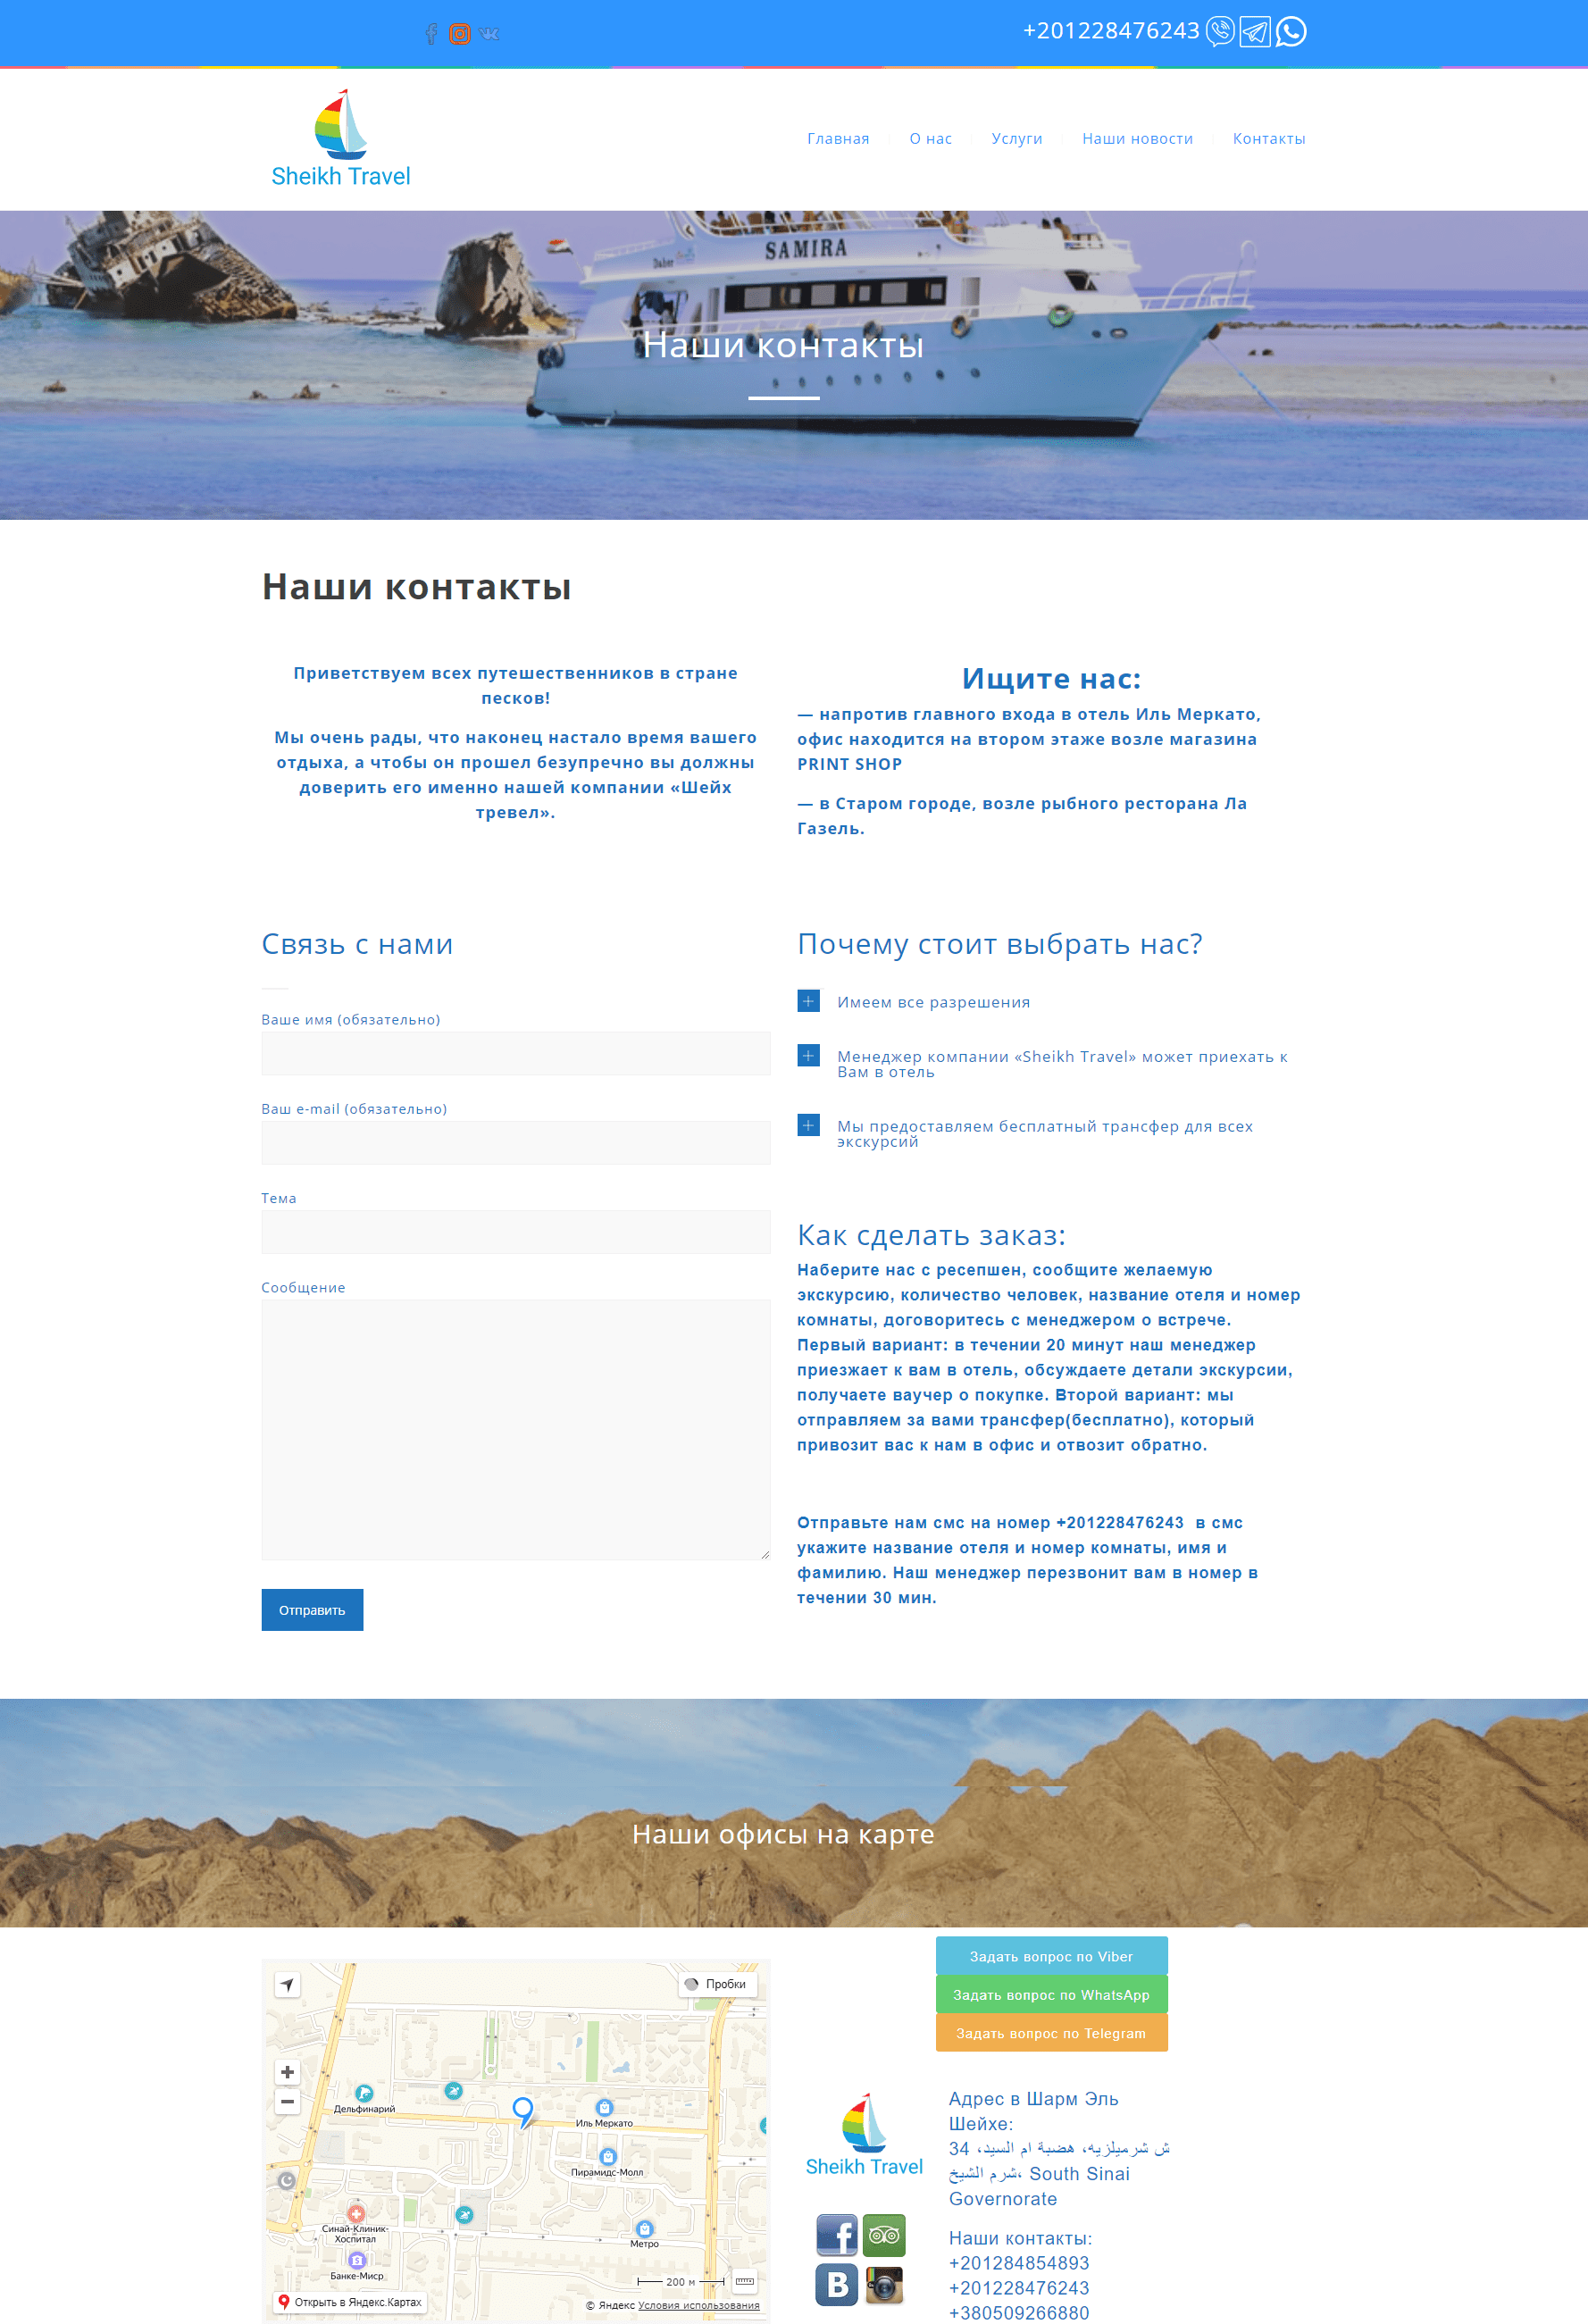 +201228476243
Sheikh Travel
Главная
О нас
Услуги
Наши новости
Контакты
SAMIRA
Наши контакты
Наши контакты
Приветствуем всех путешественников в стране
песков!
Мы очень рады, что наконец настало время вашего
отдыха, а чтобы он прошел безупречно вы должны
доверить его именно нашей компании «Шейх
тревел».
Ищите нас:
— напротив главного входа в отель Иль Меркато,
офис находится на втором этаже возле магазина
PRINT SHOP
— в Старом городе, возле рыбного ресторана Ла
Газель.
Связь с нами
Ваше имя (обязательно)
Ваш e-mail (обязательно)
Тема
Сообщение
Отправить
Почему стоит выбрать нас?
Имеем все разрешения
Менеджер компании «Sheikh Travel» может приехать к
Вам в отель
Мы предоставляем бесплатный трансфер для всех
экскурсий
Как сделать заказ:
Наберите нас с ресепшен, сообщите желаемую
экскурсию, количество человек, название отеля и номер
комнаты, договоритесь с менеджером о встрече.
Первый вариант: в течении 20 минут наш менеджер
приезжает к вам в отель, обсуждаете детали экскурсии,
получаете ваучер о покупке. Второй вариант: мы
отправляем за вами трансфер(бесплатно), который
привозит вас к нам в офис и отвозит обратно.
Отправьте нам смс на номер +201228476243 в смс
укажите название отеля и номер комнаты, имя и
фамилию. Наш менеджер перезвонит вам в номер в
течении 30 мин.
Наши офисы на карте
Пробки
Дельфинарий
Иль Меркато
Пирамидс-Молл
Синай-Клиник-
Хоспитал
Метро
Банке-Миср
200 м
Открыть в Яндекс.Картах
© Яндекс Условия использования
Задать вопрос по Viber
Задать вопрос по WhatsApp
Задать вопрос по Telegram
Sheikh Travel
Адрес в Шарм Эль
Шейхе:
34 ش شرميلزيه، هضبة ام السيد،
شرم الشيخ، South Sinai
Governorate
Наши контакты:
+201284854893
+201228476243
+380509266880